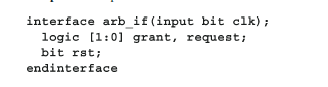 interface arb_if(input bit clk);
  logic [1:0] grant, request;
  bit rst;
endinterface